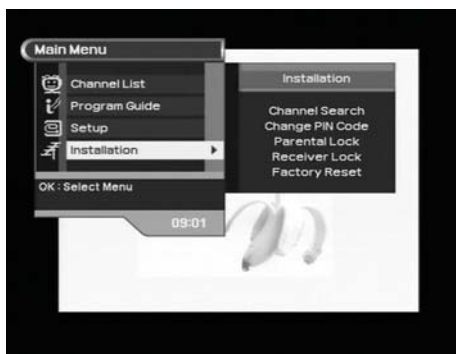 Main Menu
Channel List
Program Guide
Setup
Installation
OK : Select Menu
09:01
Installation
Channel Search
Change PIN Code
Parental Lock
Receiver Lock
Factory Reset